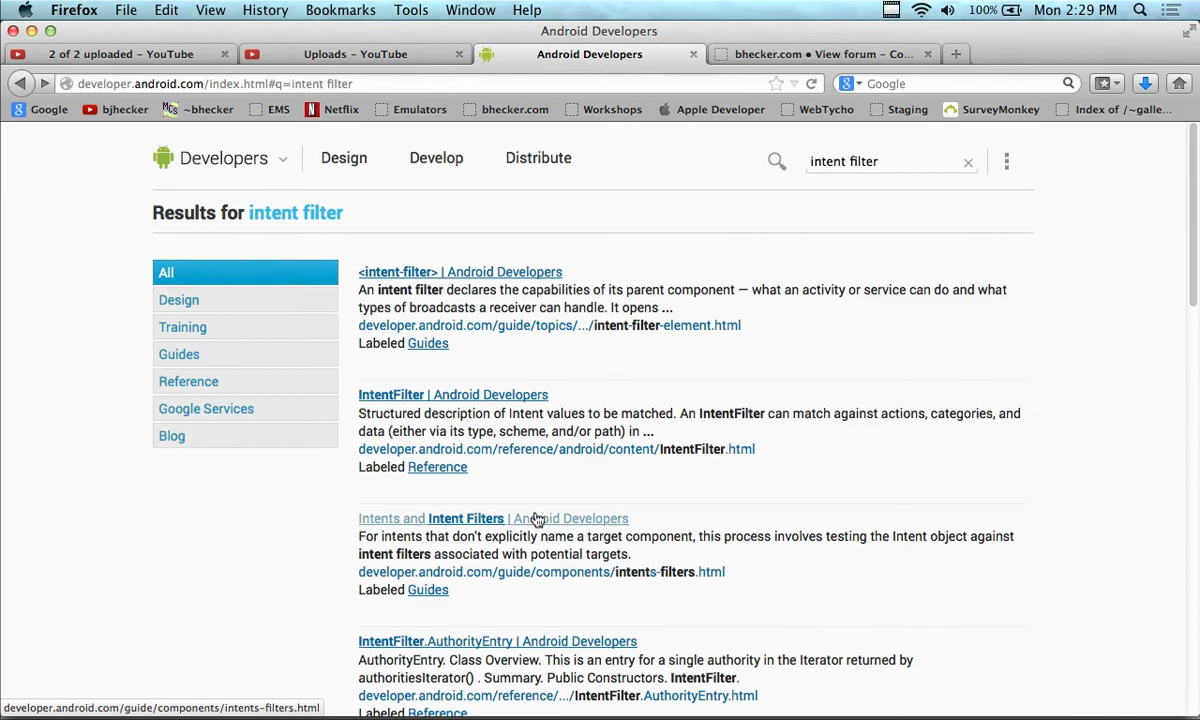 Firefox File Edit View History Bookmarks Tools Window Help 100% Mon 2:29 PM
Android Developers
2 of 2 uploaded – YouTube × Uploads – YouTube × Android Developers × bhecker.com • View forum – Co... × +
developer.android.com/index.html#q=intent filter Google
Google bjhecker ~bhecker EMS Netflix Emulators bhecker.com Workshops Apple Developer WebTycho Staging SurveyMonkey Index of /~galle...
Developers Design Develop Distribute intent filter ×
Results for intent filter
All
Design
Training
Guides
Reference
Google Services
Blog
<intent-filter> | Android Developers
An intent filter declares the capabilities of its parent component — what an activity or service can do and what
types of broadcasts a receiver can handle. It opens ...
developer.android.com/guide/topics/.../intent-filter-element.html
Labeled Guides
IntentFilter | Android Developers
Structured description of Intent values to be matched. An IntentFilter can match against actions, categories, and
data (either via its type, scheme, and/or path) in ...
developer.android.com/reference/android/content/IntentFilter.html
Labeled Reference
Intents and Intent Filters | Android Developers
For intents that don't explicitly name a target component, this process involves testing the Intent object against
intent filters associated with potential targets.
developer.android.com/guide/components/intents-filters.html
Labeled Guides
IntentFilter.AuthorityEntry | Android Developers
AuthorityEntry. Class Overview. This is an entry for a single authority in the Iterator returned by
authoritiesIterator() . Summary. Public Constructors. IntentFilter.
developer.android.com/reference/.../IntentFilter.AuthorityEntry.html
Labeled Reference
developer.android.com/guide/components/intents-filters.html